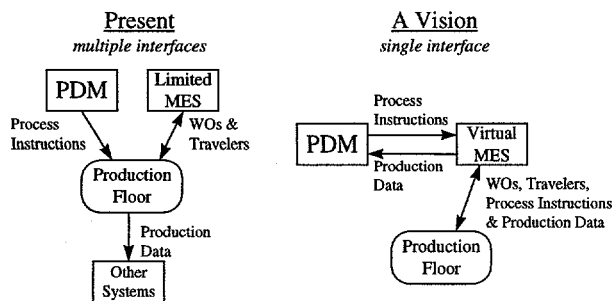 Present
multiple interfaces
PDM
Limited
MES
Process
Instructions
WOs &
Travelers
Production
Floor
Production
Data
Other
Systems
A Vision
single interface
Process
Instructions
PDM
Virtual
MES
Production
Data
WOs, Travelers,
Process Instructions
& Production Data
Production
Floor